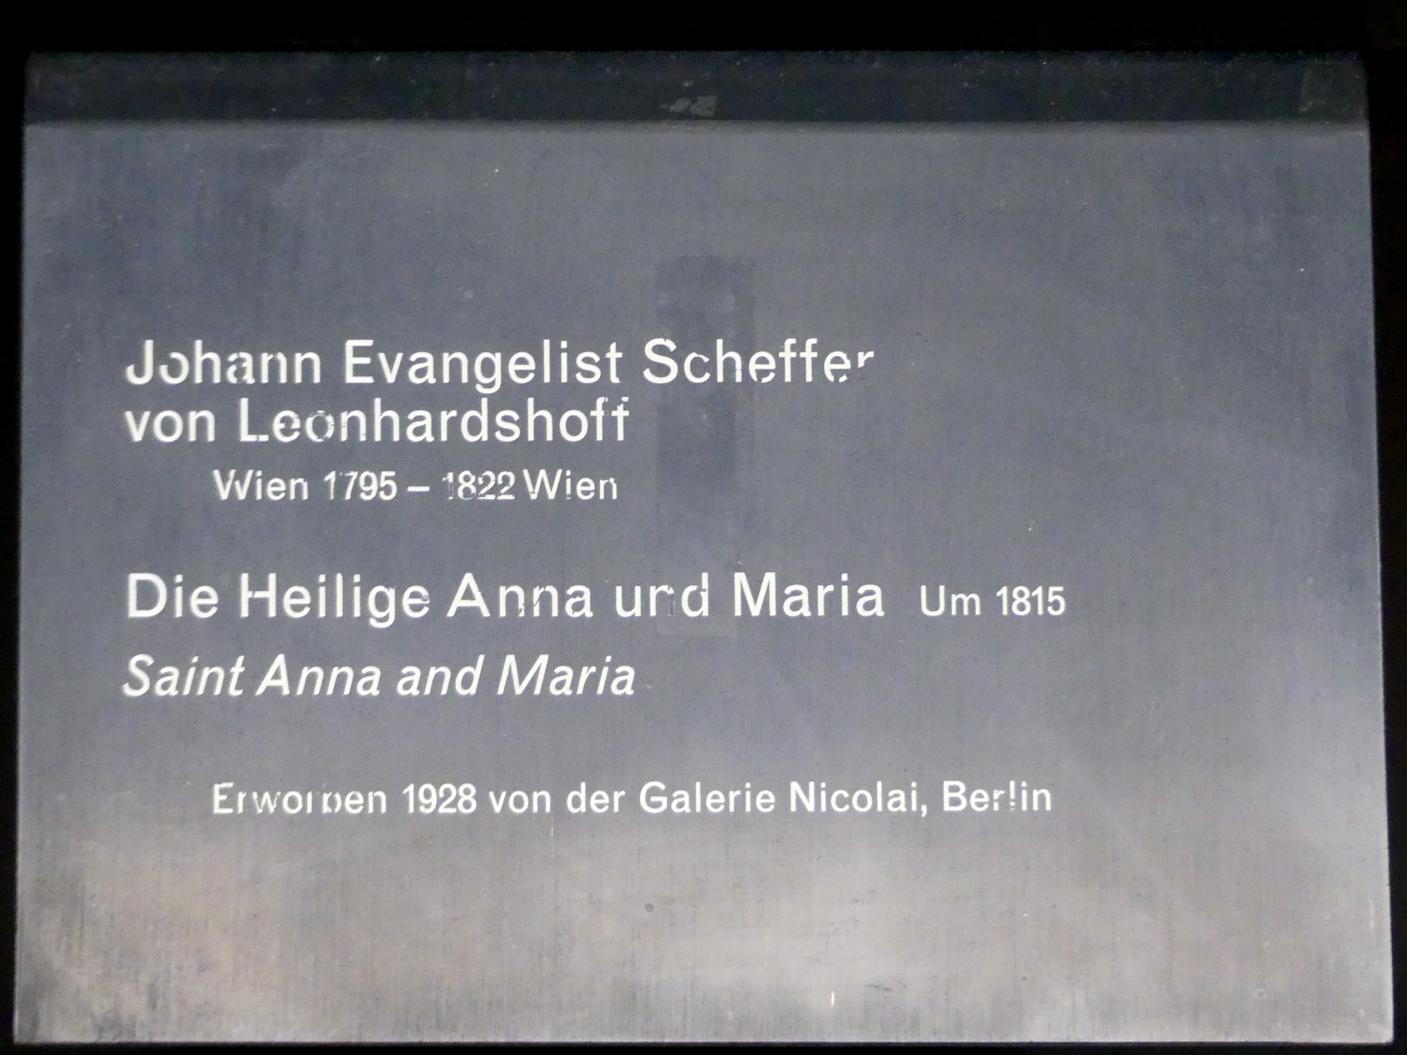 Johann Evangelist Scheffer
von Leonhardshoff
Wien 1795 – 1822 Wien
Die Heilige Anna und Maria Um 1815
Saint Anna and Maria
Erworben 1928 von der Galerie Nicolai, Berlin